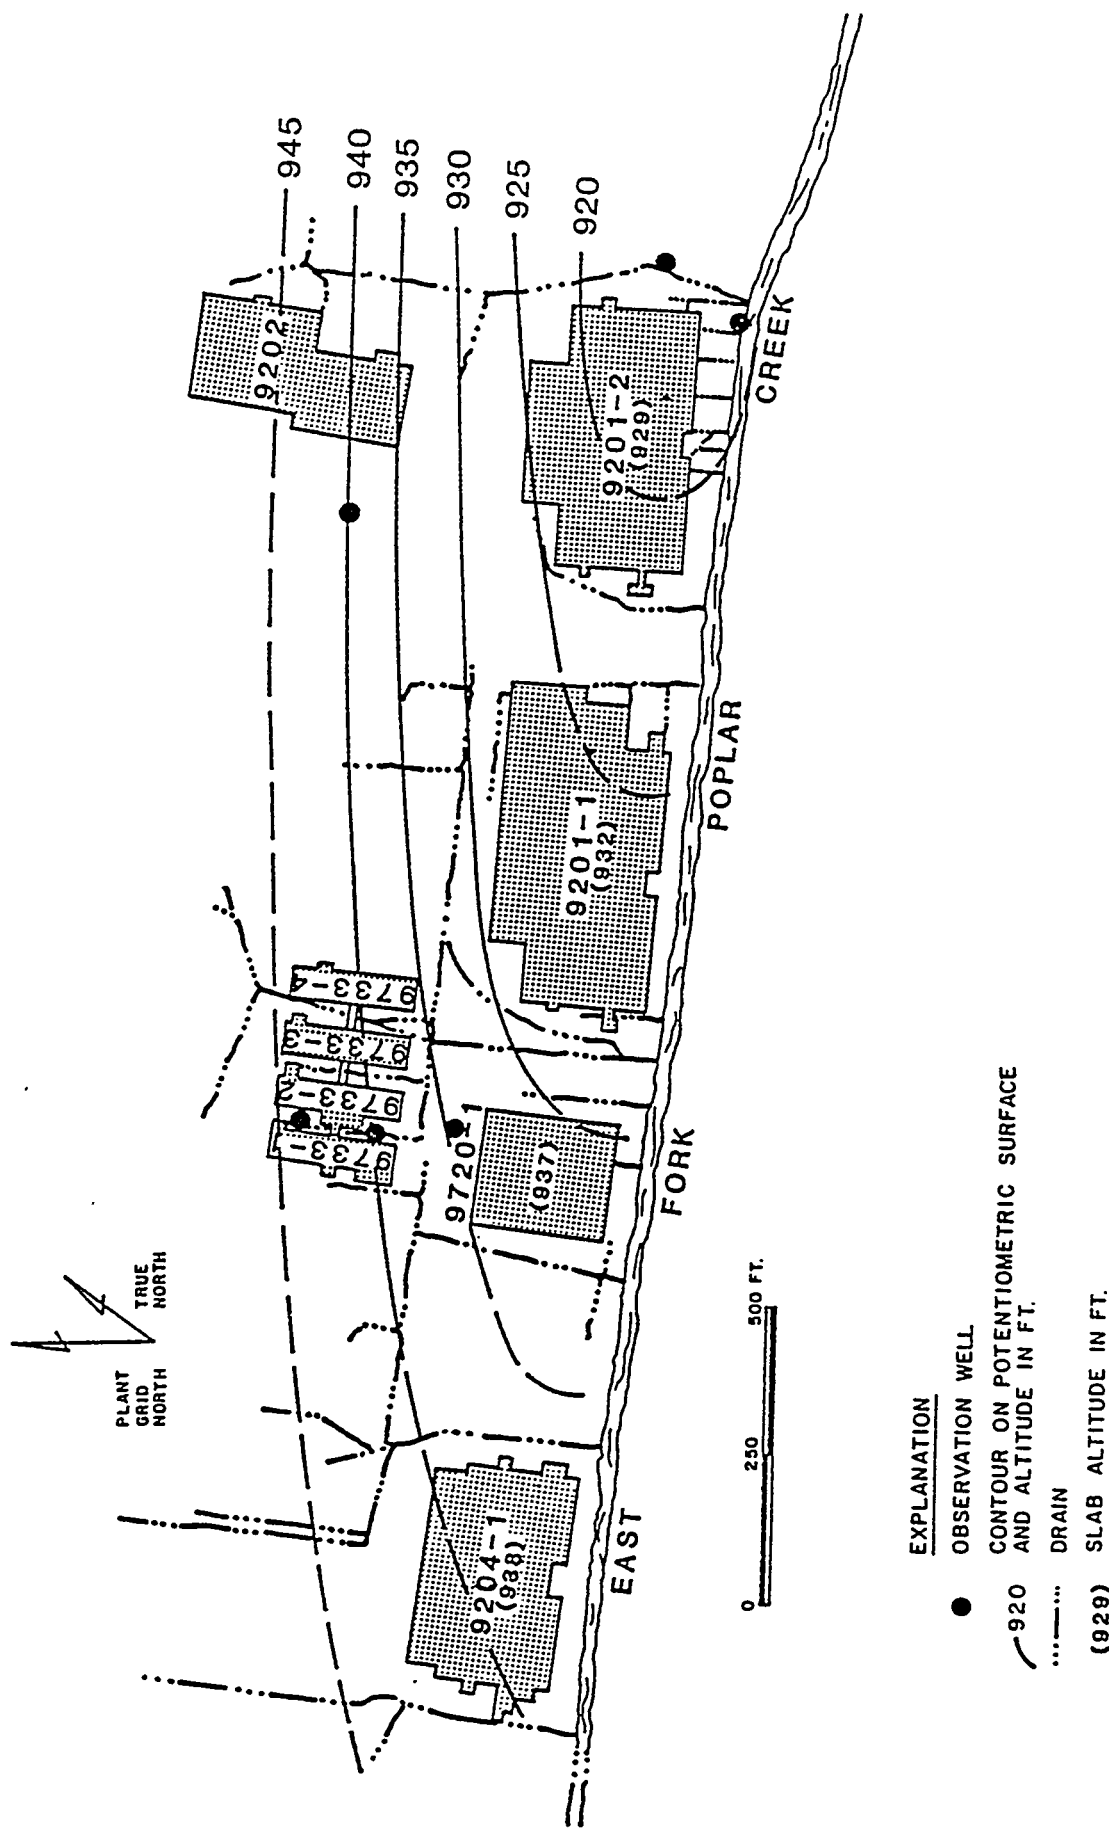 PLANT
GRID
NORTH
TRUE
NORTH
945
940
935
930
925
920
9202
9733-4
9733-3
9733-2
9733-1
9720-1
(937)
9201-1
(932)
9201-2
(929)
9204-1
(938)
EAST
FORK
POPLAR
CREEK
0
250
500 FT.
EXPLANATION
OBSERVATION WELL
920
CONTOUR ON POTENTIOMETRIC SURFACE
AND ALTITUDE IN FT.
DRAIN
(929) SLAB ALTITUDE IN FT.